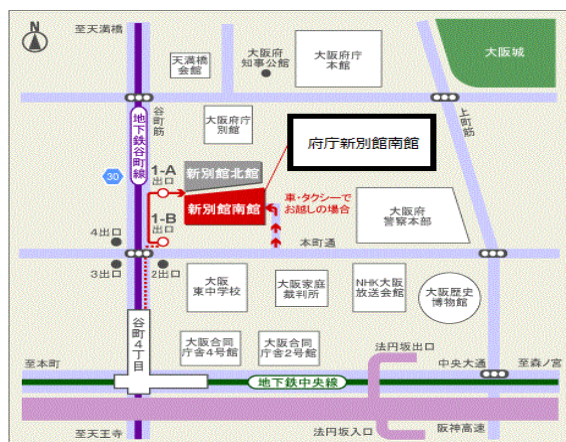 至天満橋
N
天満橋
会館
大阪府
知事公館
大阪府庁
本館
大阪城
谷町筋
上町筋
地下鉄谷町線
大阪府庁
別館
府庁新別館南館
30
1-A
出口
新別館北館
新別館南館
車・タクシーで
お越しの場合
1-B
出口
大阪府
警察本部
4出口
本町通
3出口
2出口
大阪
東中学校
大阪家庭
裁判所
NHK大阪
放送会館
大阪歴史
博物館
谷町4丁目
大阪合同
庁舎4号館
大阪合同
庁舎2号館
法円坂出口
至本町
中央大通
至森ノ宮
地下鉄中央線
至天王寺
法円坂入口
阪神高速